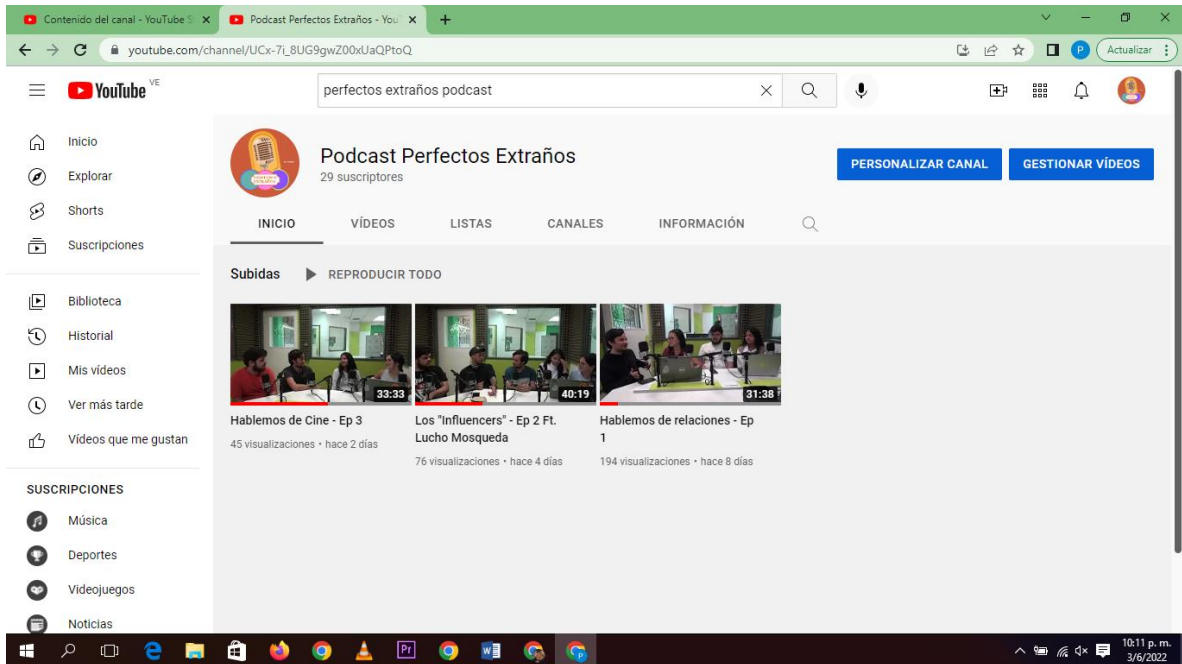 Contenido del canal - YouTube S
Podcast Perfectos Extraños - You
youtube.com/channel/UCx-7i_8UG9gwZ00xUaQPtoQ
P
Actualizar
YouTube VE
perfectos extraños podcast
Inicio
Explorar
Shorts
Suscripciones
Biblioteca
Historial
Mis vídeos
Ver más tarde
Vídeos que me gustan
SUSCRIPCIONES
Música
Deportes
Videojuegos
Noticias
Podcast Perfectos Extraños
29 suscriptores
PERSONALIZAR CANAL
GESTIONAR VÍDEOS
INICIO
VÍDEOS
LISTAS
CANALES
INFORMACIÓN
Subidas
REPRODUCIR TODO
33:33
Hablemos de Cine - Ep 3
45 visualizaciones • hace 2 días
40:19
Los "Influencers" - Ep 2 Ft.
Lucho Mosqueda
76 visualizaciones • hace 4 días
31:38
Hablemos de relaciones - Ep
1
194 visualizaciones • hace 8 días
Pr
10:11 p. m.
3/6/2022